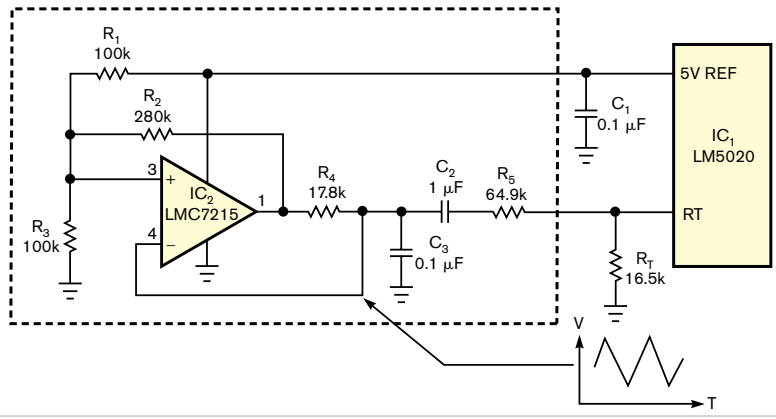 R1
100k
R2
280k
3
+
IC2
LMC7215
1
4
−
R3
100k
R4
17.8k
C2
1 µF
R5
64.9k
C3
0.1 µF
5V REF
C1
0.1 µF
IC1
LM5020
RT
RT
16.5k
V
T